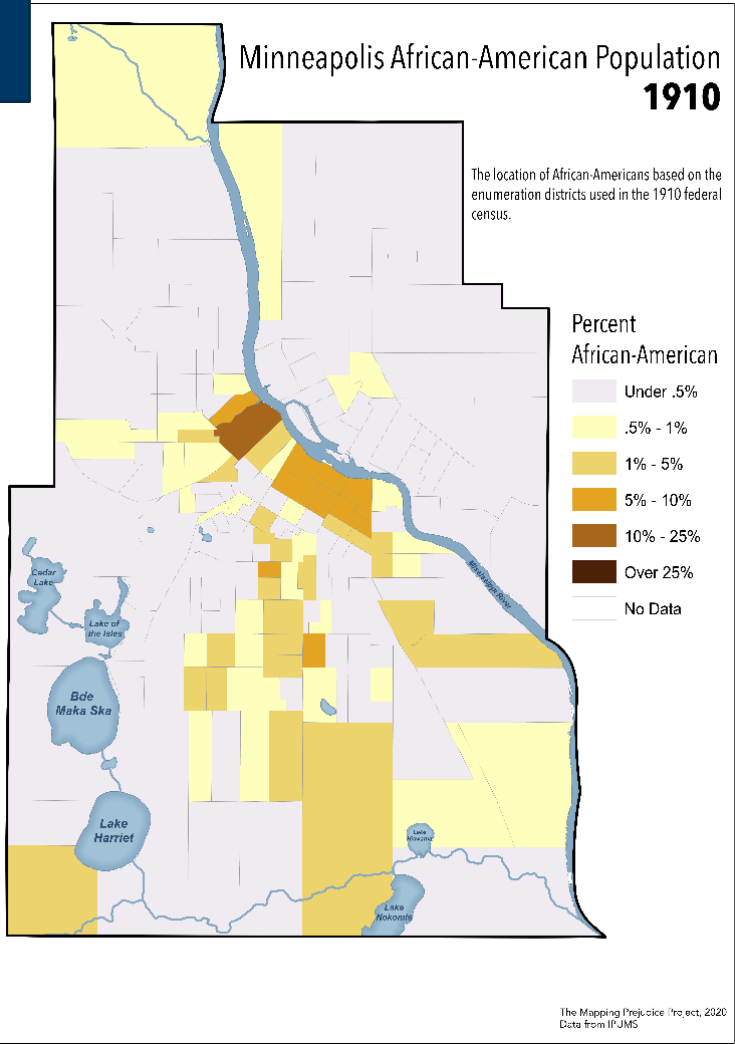 Minneapolis African-American Population
1910
The location of African-Americans based on the
enumeration districts used in the 1910 federal
census.
Percent
African-American
Under .5%
.5% - 1%
1% - 5%
5% - 10%
10% - 25%
Over 25%
No Data
Mississippi River
Cedar
Lake
Lake of
the Isles
Bde
Maka Ska
Lake
Harriet
Lake
Hiawatha
Lake
Nokomis
The Mapping Prejudice Project, 2020
Data from IPUMS